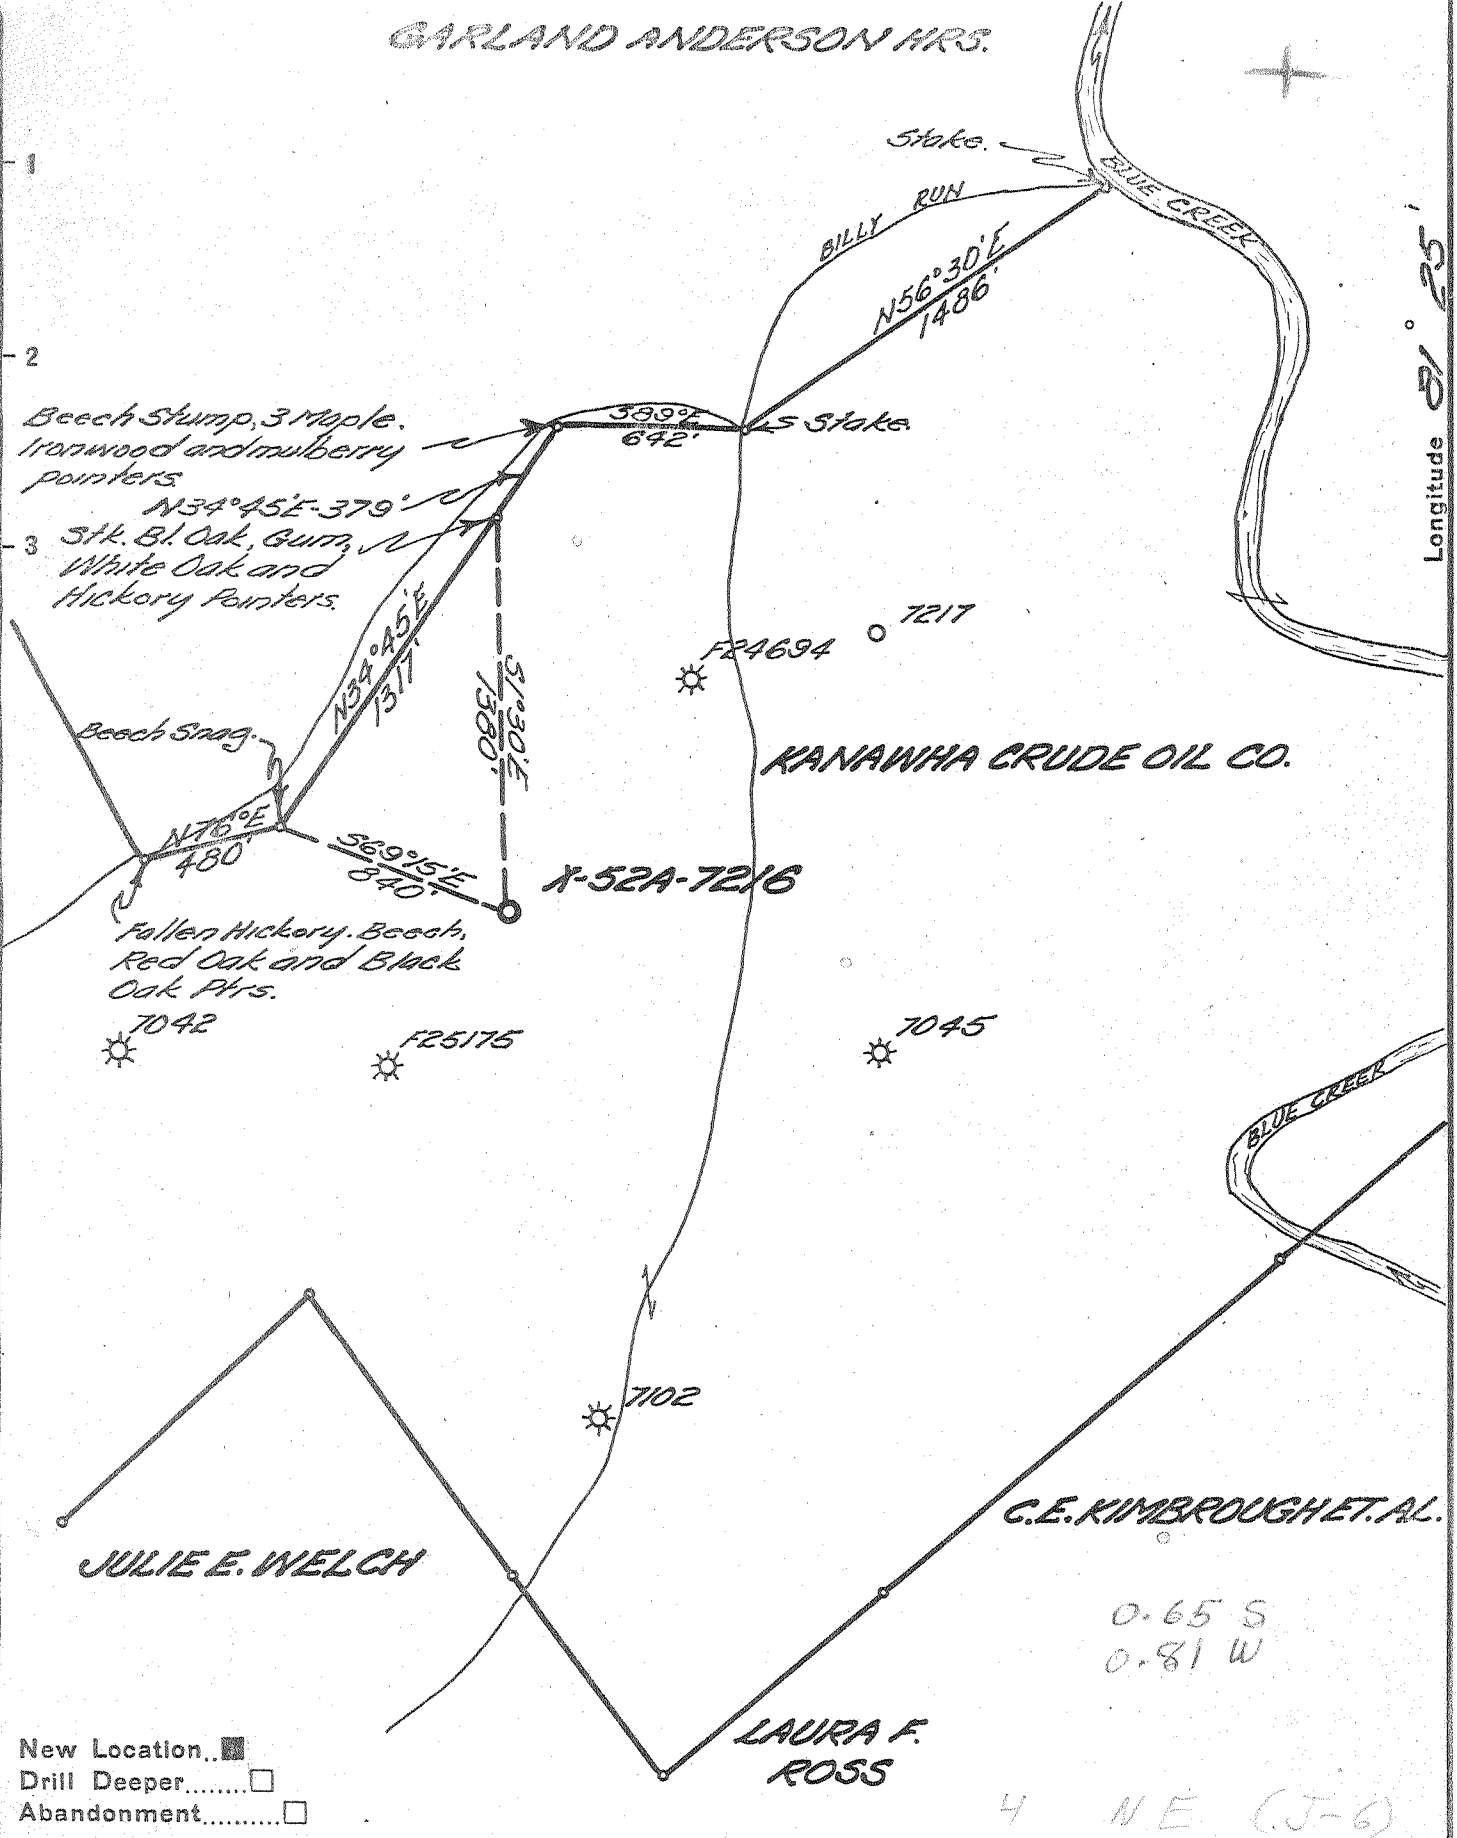 GARLAND ANDERSON HRS.
Stake.
BLUE CREEK
BILLY RUN
N56°30'E
1486'
1
2
3
Longitude 81° 25'
Beech Stump, 3 Maple.
Ironwood and mulberry
pointers.
S89°E
642'
Stake.
N34°45'E-379'
Stk. Bl. Oak, Gum,
White Oak and
Hickory Pointers.
7217
F24694
N34°45'E
1317'
S1°30'E
1380'
Beech Snag.
KANAWHA CRUDE OIL CO.
N76°E
480'
S69°15'E
840'
X-52A-7216
Fallen Hickory. Beech,
Red Oak and Black
Oak Ptrs.
7042
F25175
7045
BLUE CREEK
7102
C.E. KIMBROUGH ET. AL.
JULIE E. WELCH
0.65 S
0.81 W
LAURA F.
ROSS
New Location..
Drill Deeper........
Abandonment..........
4 N.E. (J-6)